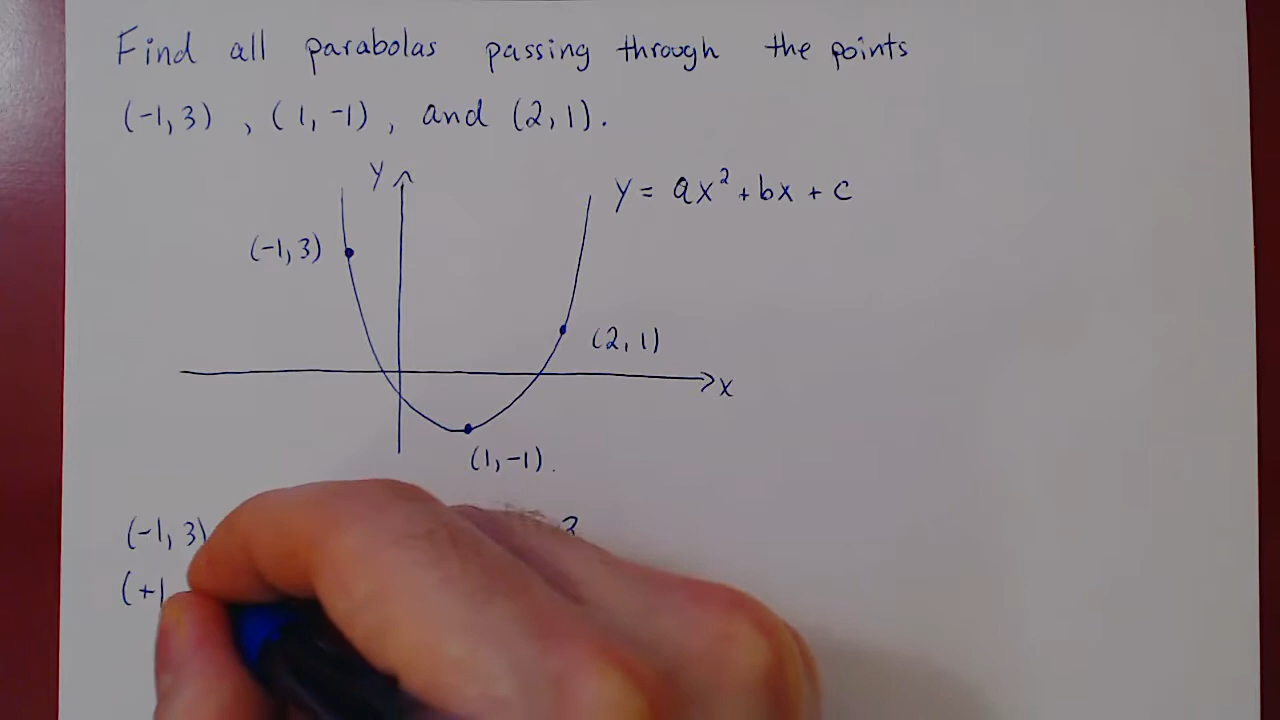 Find all parabolas passing through the points
(-1, 3) , (1, -1) , and (2, 1).
y
y = ax² + bx + c
(-1, 3)
(2, 1)
x
(1, -1).
(-1, 3)
(+1